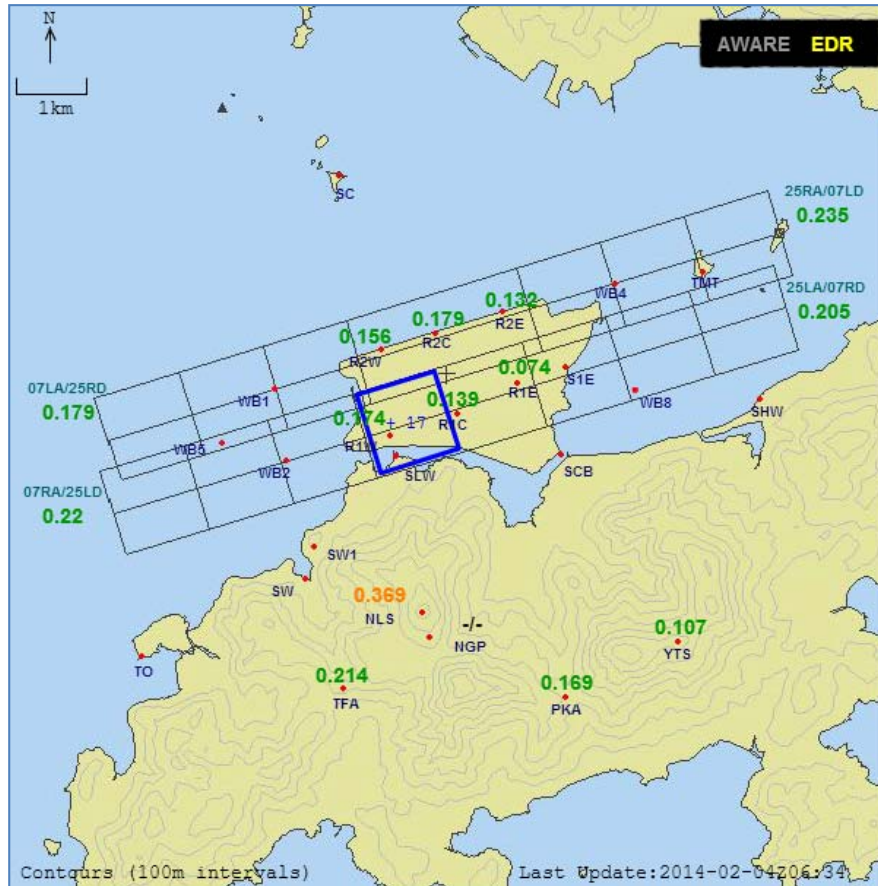 N
AWARE EDR
1km
SC
25RA/07LD
0.235
TMT
WB4
25LA/07RD
0.205
0.132
R2E
0.179
R2C
0.156
R2W
07LA/25RD
0.179
WB1
0.074
R1E
S1E
WB8
SHW
0.139
R1C
0.174
+ 17
WB5
WB2
SLW
SCB
07RA/25LD
0.22
SW1
SW
0.369
NLS
-/-
NGP
0.107
YTS
TO
0.214
TFA
0.169
PKA
Contours (100m intervals)
Last Update:2014-02-04Z06:34